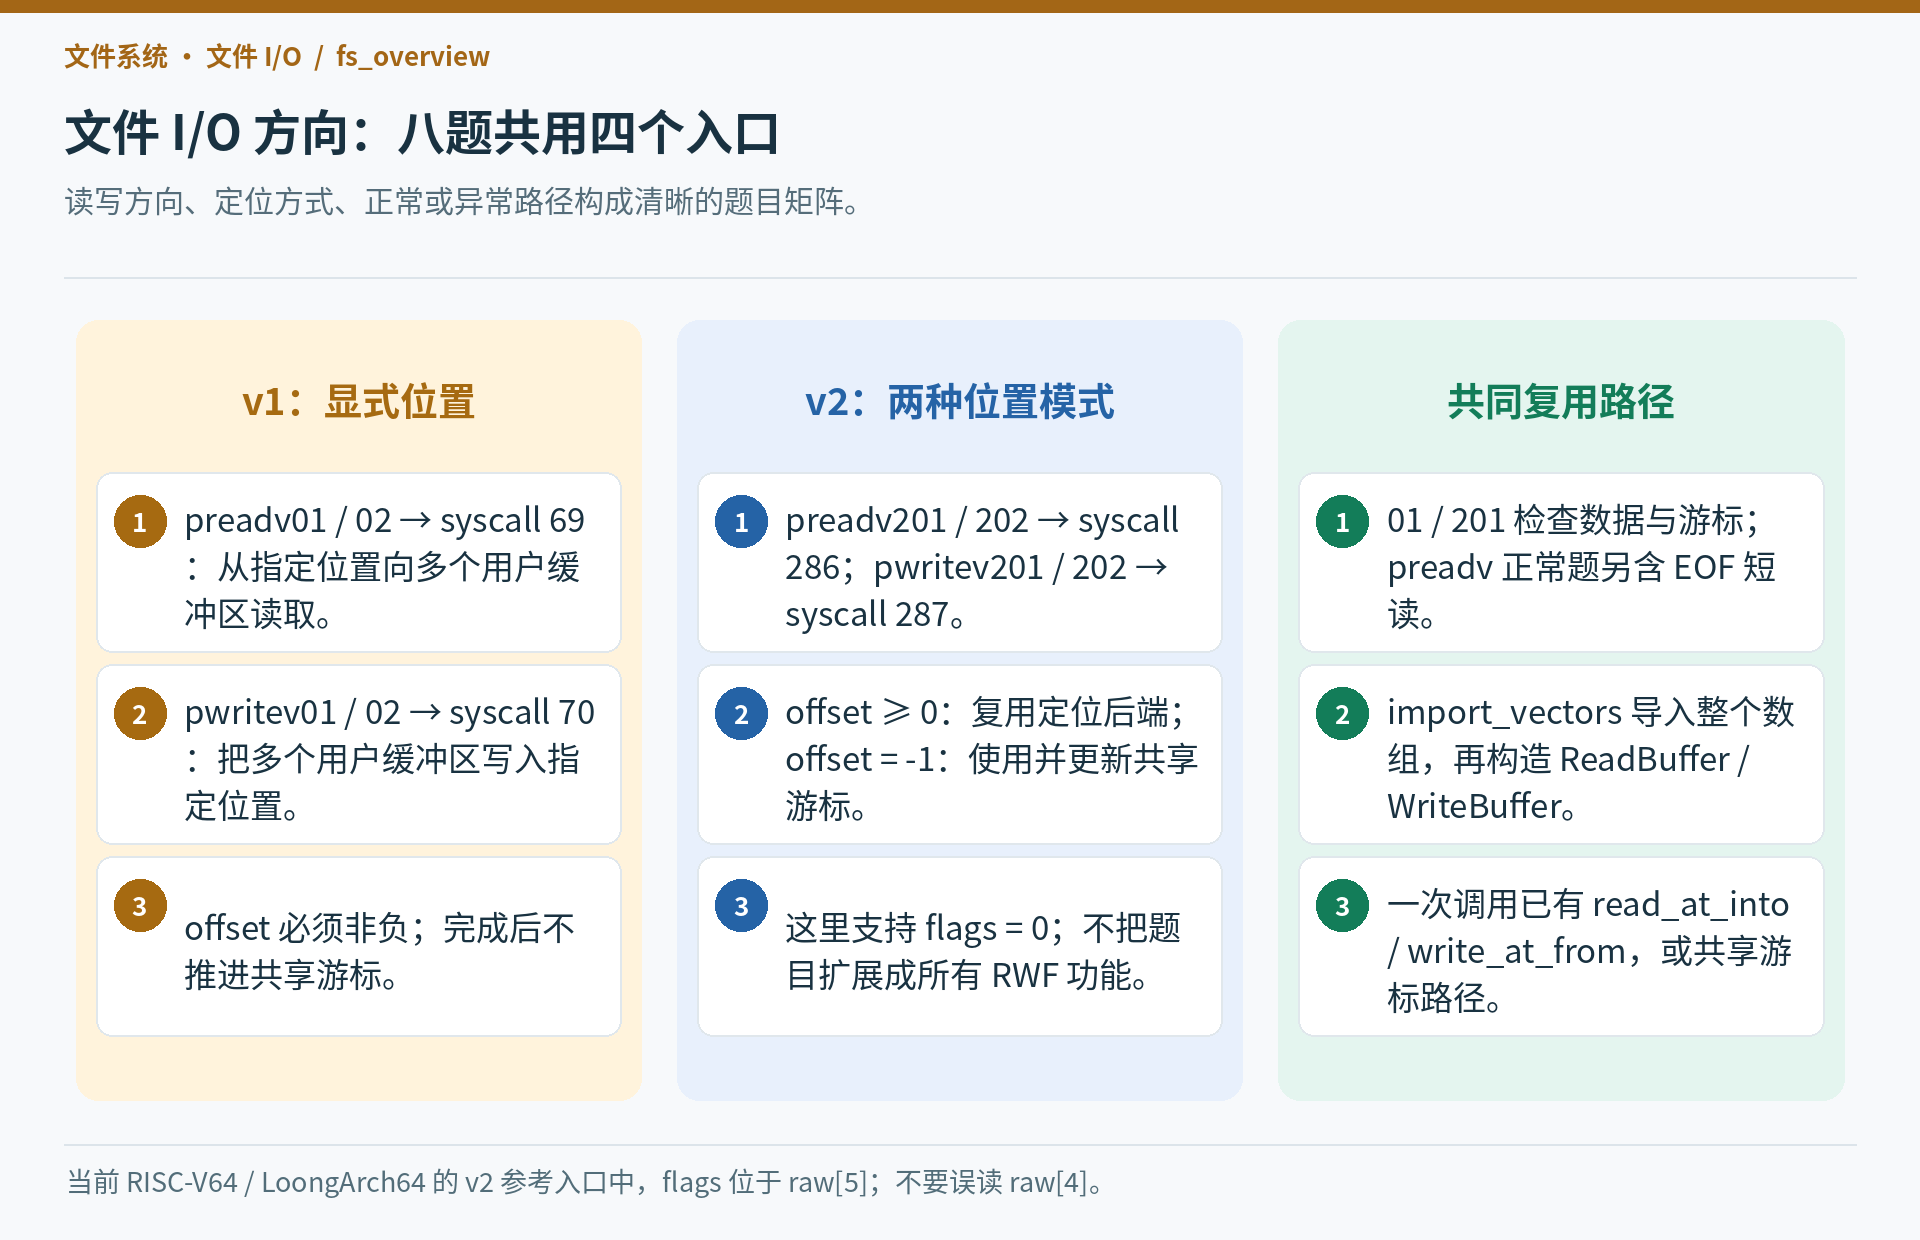 文件系统 · 文件 I/O / fs_overview
文件 I/O 方向：八题共用四个入口
读写方向、定位方式、正常或异常路径构成清晰的题目矩阵。
v1：显式位置
1
preadv01 / 02 → syscall 69
：从指定位置向多个用户缓
冲区读取。
2
pwritev01 / 02 → syscall 70
：把多个用户缓冲区写入指
定位置。
3
offset 必须非负；完成后不
推进共享游标。
v2：两种位置模式
1
preadv201 / 202 → syscall
286；pwritev201 / 202 →
syscall 287。
2
offset ≥ 0：复用定位后端；
offset = -1：使用并更新共享
游标。
3
这里支持 flags = 0；不把题
目扩展成所有 RWF 功能。
共同复用路径
1
01 / 201 检查数据与游标；
preadv 正常题另含 EOF 短
读。
2
import_vectors 导入整个数
组，再构造 ReadBuffer /
WriteBuffer。
3
一次调用已有 read_at_into
/ write_at_from，或共享游
标路径。
当前 RISC-V64 / LoongArch64 的 v2 参考入口中，flags 位于 raw[5]；不要误读 raw[4]。